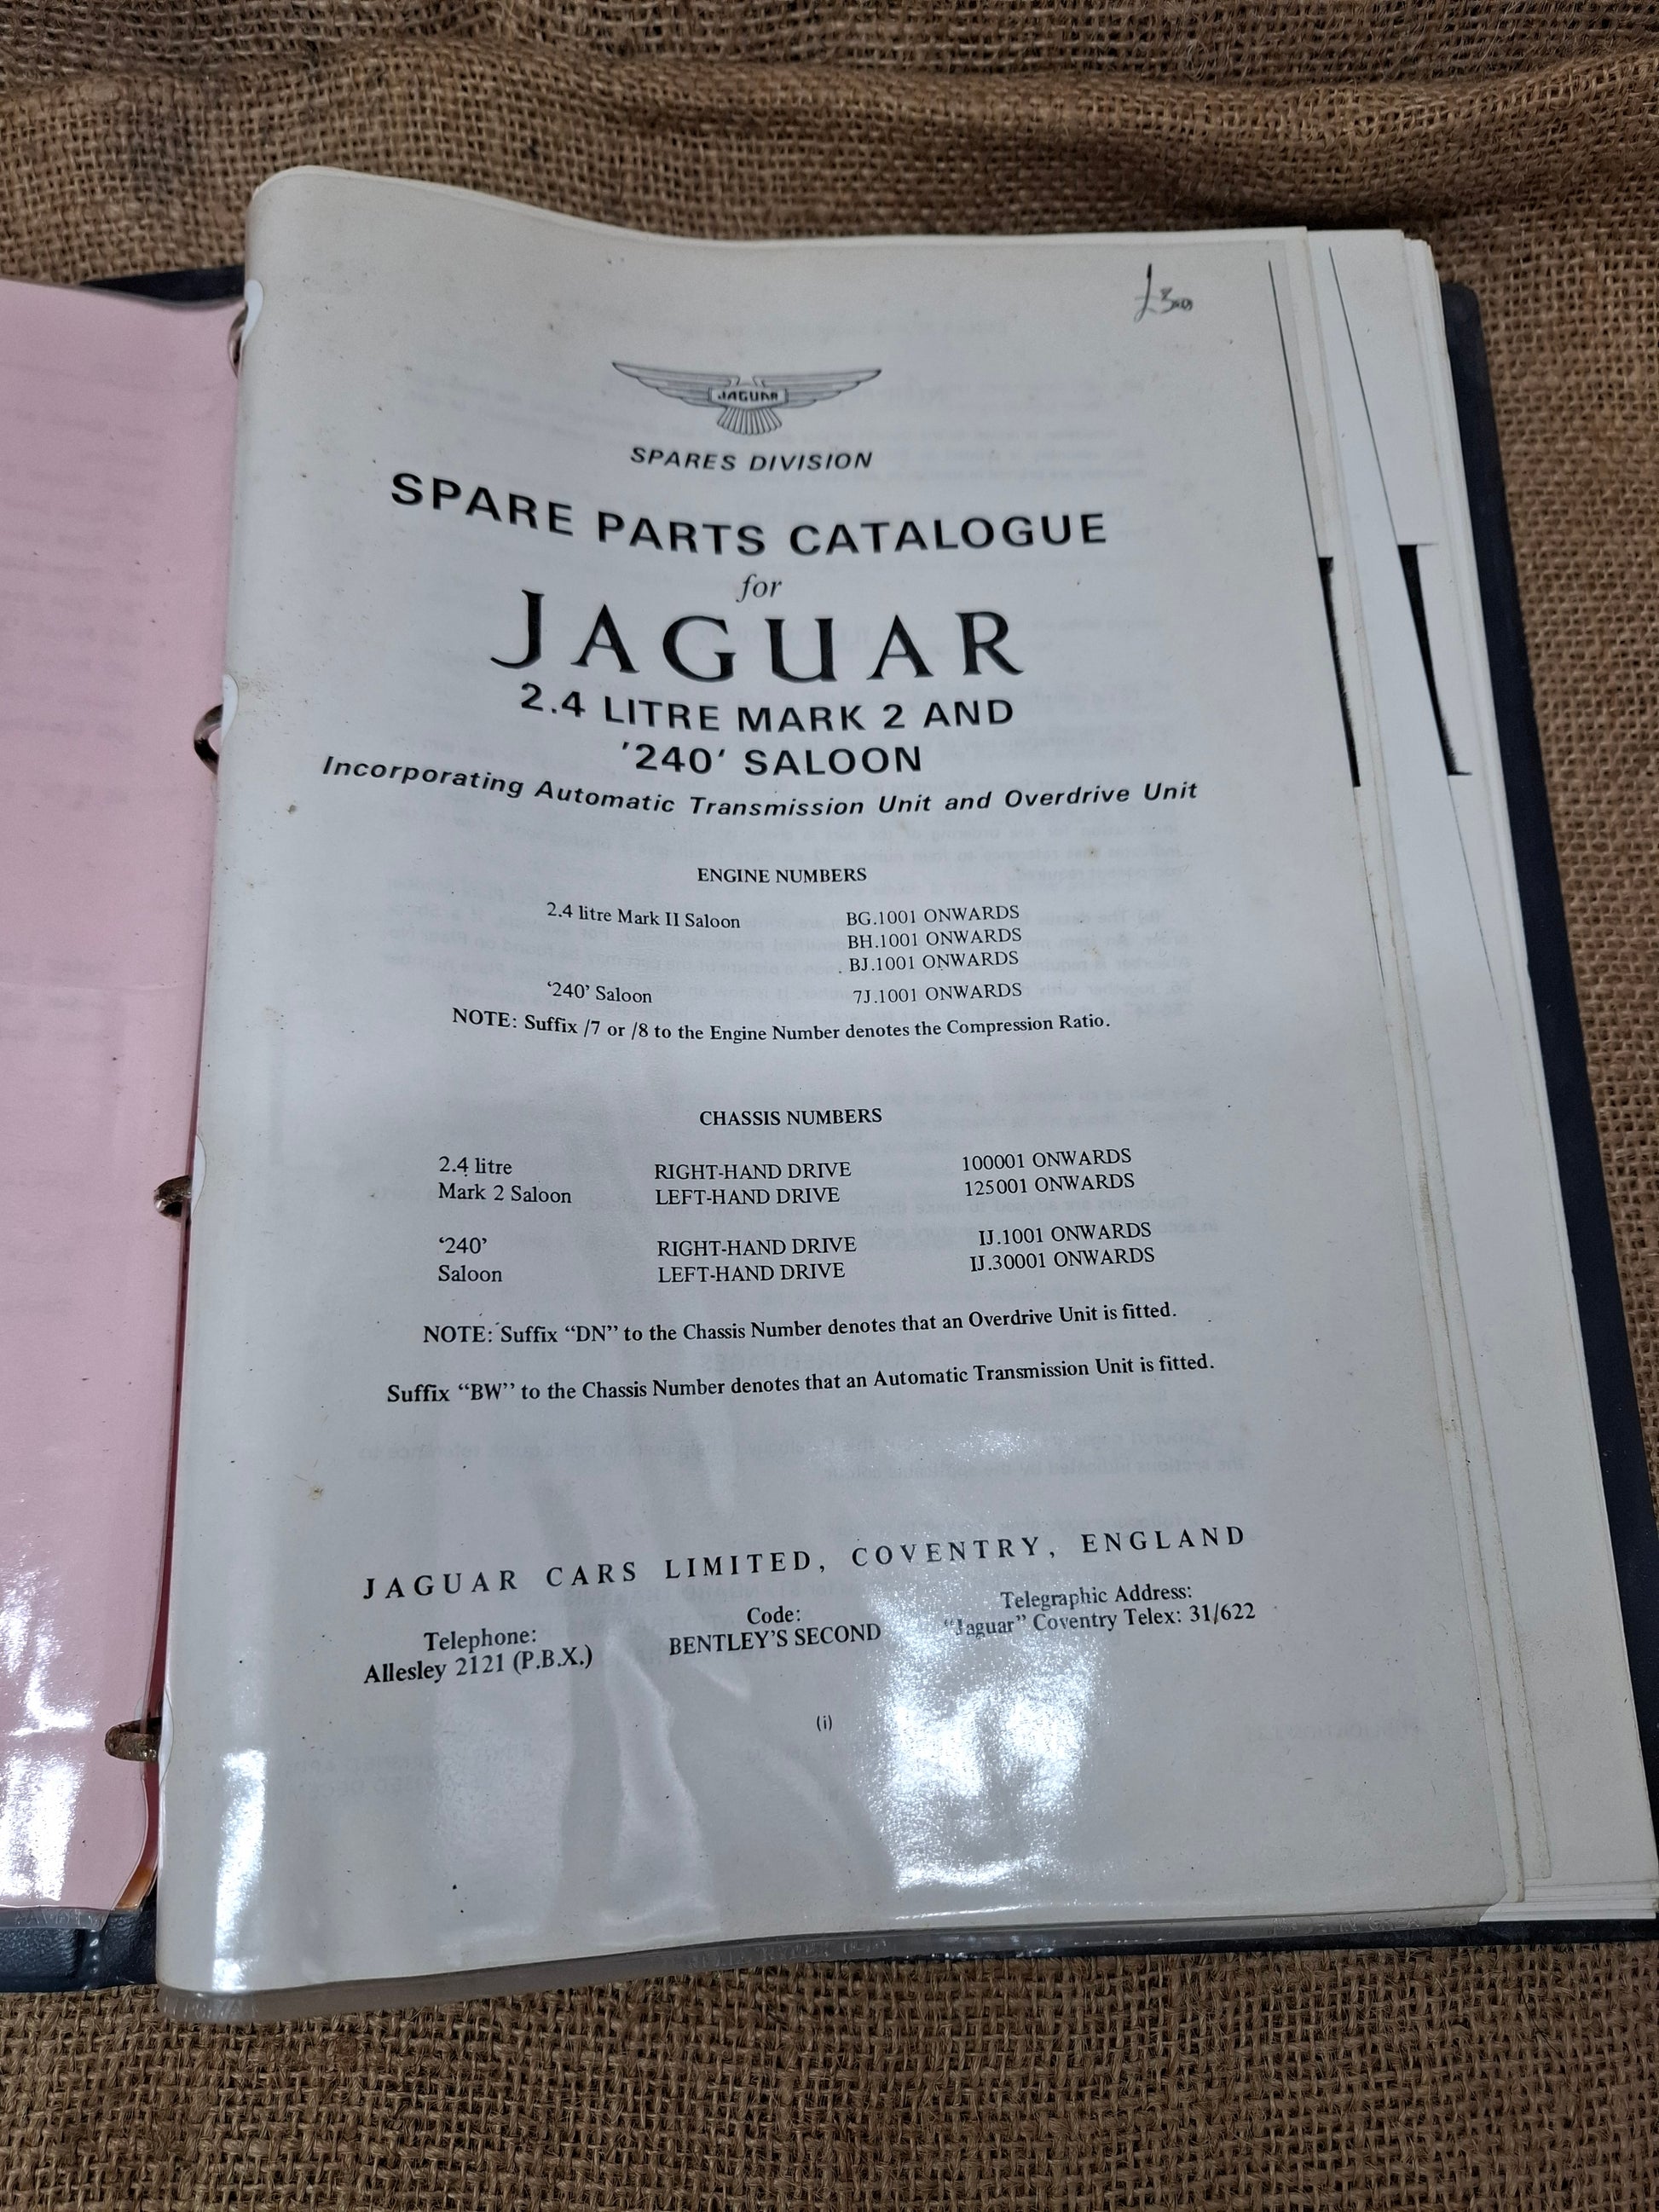 £30
JAGUAR
SPARES DIVISION
SPARE PARTS CATALOGUE
for
JAGUAR
2.4 LITRE MARK 2 AND
'240' SALOON
Incorporating Automatic Transmission Unit and Overdrive Unit
ENGINE NUMBERS
2.4 litre Mark II Saloon BG.1001 ONWARDS
BH.1001 ONWARDS
BJ.1001 ONWARDS
'240' Saloon 7J.1001 ONWARDS
NOTE: Suffix /7 or /8 to the Engine Number denotes the Compression Ratio.
CHASSIS NUMBERS
2.4 litre RIGHT-HAND DRIVE 100001 ONWARDS
Mark 2 Saloon LEFT-HAND DRIVE 125001 ONWARDS
'240' RIGHT-HAND DRIVE IJ.1001 ONWARDS
Saloon LEFT-HAND DRIVE IJ.30001 ONWARDS
NOTE: Suffix "DN" to the Chassis Number denotes that an Overdrive Unit is fitted.
Suffix "BW" to the Chassis Number denotes that an Automatic Transmission Unit is fitted.
JAGUAR CARS LIMITED, COVENTRY, ENGLAND
Telephone: Code: Telegraphic Address:
Allesley 2121 (P.B.X.) BENTLEY'S SECOND "Jaguar" Coventry Telex: 31/622
(i)